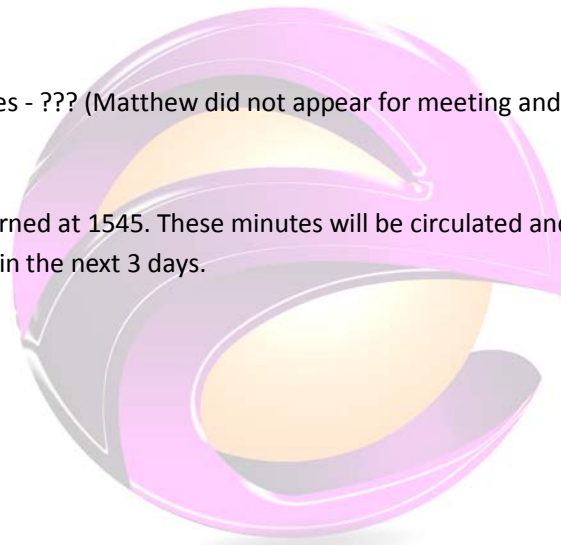 es - ??? (Matthew did not appear for meeting and
rned at 1545. These minutes will be circulated and
in the next 3 days.